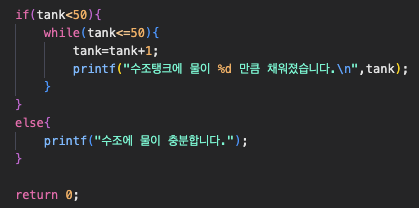 if(tank<50){
while(tank<=50){
tank=tank+1;
printf("수조탱크에 물이 %d 만큼 채워졌습니다.\n",tank);
}
}
else{
printf("수조에 물이 충분합니다.");
}
return 0;